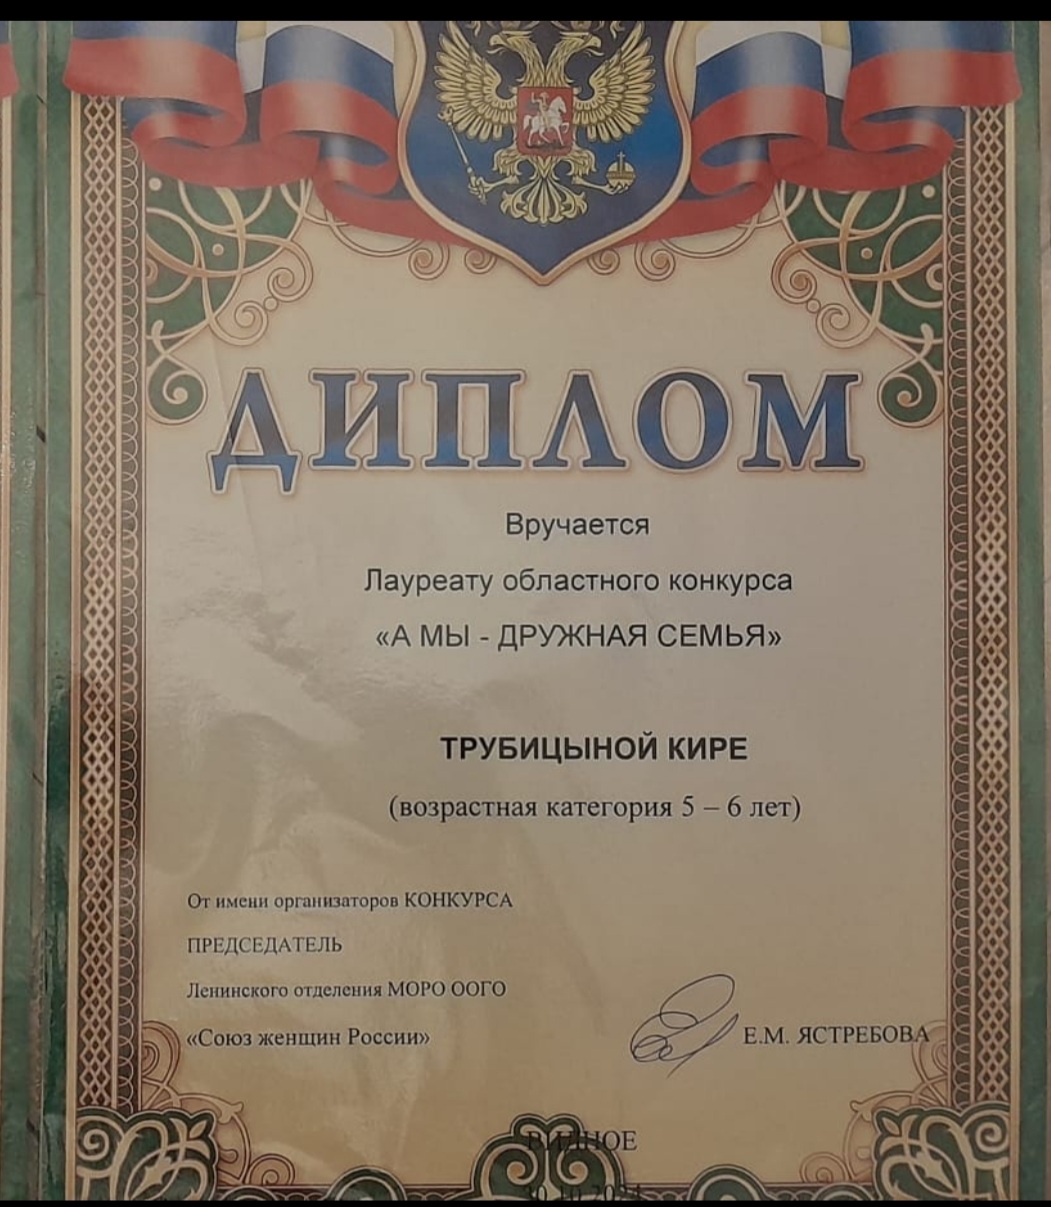 ДИПЛОМ
Вручается
Лауреату областного конкурса
«А МЫ - ДРУЖНАЯ СЕМЬЯ»
ТРУБИЦЫНОЙ КИРЕ
(возрастная категория 5 – 6 лет)
От имени организаторов КОНКУРСА
ПРЕДСЕДАТЕЛЬ
Ленинского отделения МОРО ООГО
«Союз женщин России»
Е.М. ЯСТРЕБОВА
ВИДНОЕ